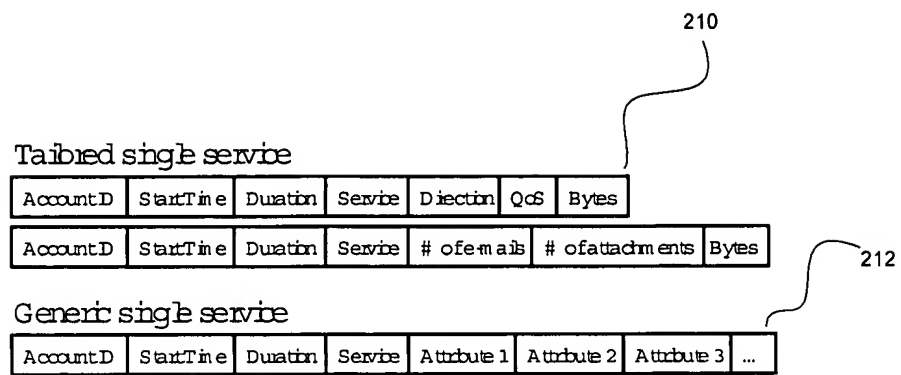 210
Tailored single service
AccountID StartTime Duration Service Direction QoS Bytes
AccountID StartTime Duration Service # of e-mails # of attachments Bytes
212
Generic single service
AccountID StartTime Duration Service Attribute 1 Attribute 2 Attribute 3 ...